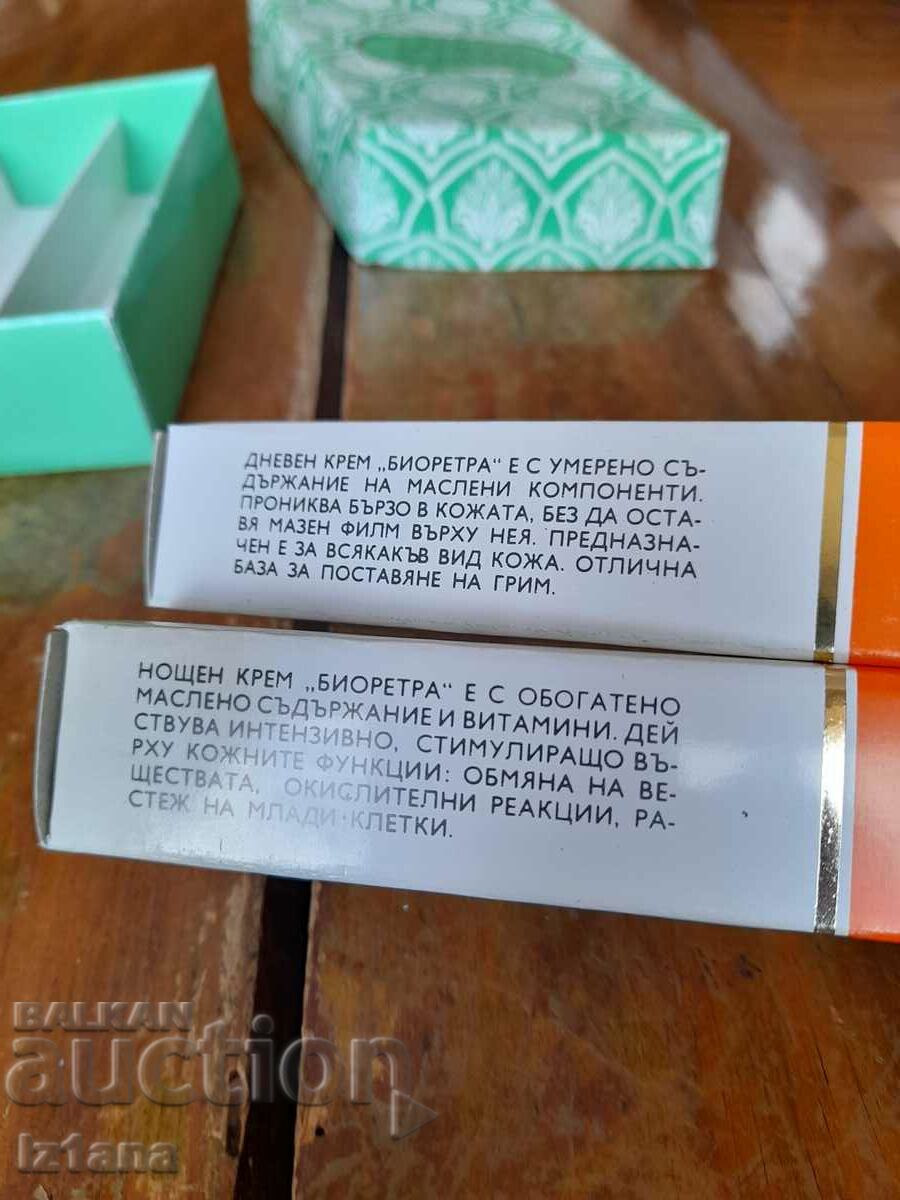 ДНЕВЕН КРЕМ „БИОРЕТРА" Е С УМЕРЕНО СЪ-
ДЪРЖАНИЕ НА МАСЛЕНИ КОМПОНЕНТИ.
ПРОНИКВА БЪРЗО В КОЖАТА, БЕЗ ДА ОСТА-
ВЯ МАЗЕН ФИЛМ ВЪРХУ НЕЯ. ПРЕДНАЗНА-
ЧЕН Е ЗА ВСЯКАКЪВ ВИД КОЖА. ОТЛИЧНА
БАЗА ЗА ПОСТАВЯНЕ НА ГРИМ.
НОЩЕН КРЕМ „БИОРЕТРА" Е С ОБОГАТЕНО
МАСЛЕНО СЪДЪРЖАНИЕ И ВИТАМИНИ. ДЕЙ
СТВУВА ИНТЕНЗИВНО, СТИМУЛИРАЩО ВЪ-
РХУ КОЖНИТЕ ФУНКЦИИ: ОБМЯНА НА ВЕ-
ЩЕСТВАТА, ОКИСЛИТЕЛНИ РЕАКЦИИ, РА-
СТЕЖ НА МЛАДИ КЛЕТКИ.
BALKAN
auction
Iz1ana